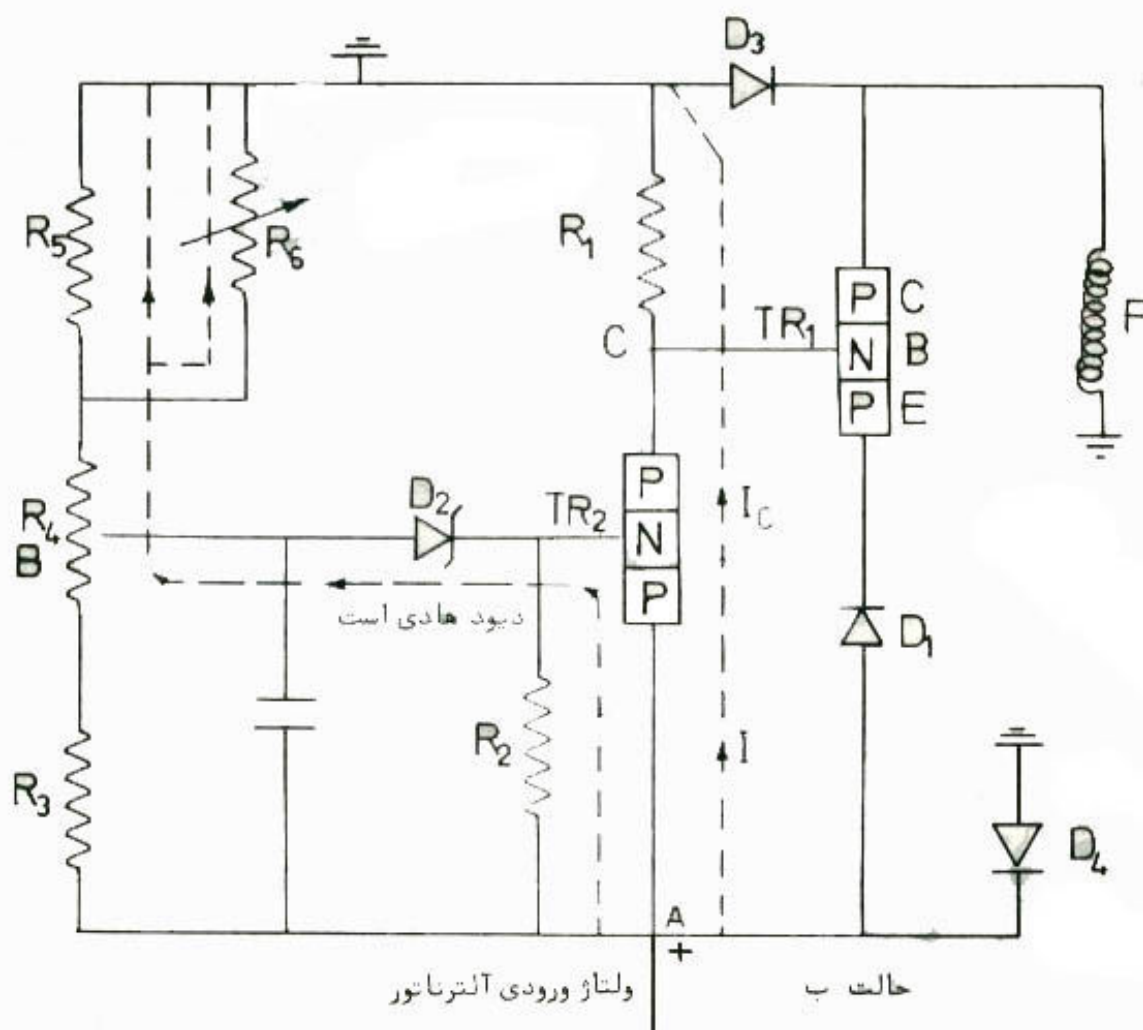 D3
R5
R6
R1
P C
TR1
C
N B
F
P E
R4
D2
TR2
P
B
N
IC
P
دیود هادی است
D1
R2
I
R3
D4
A
+
ولتاژ ورودی آلترناتور
حالت ب